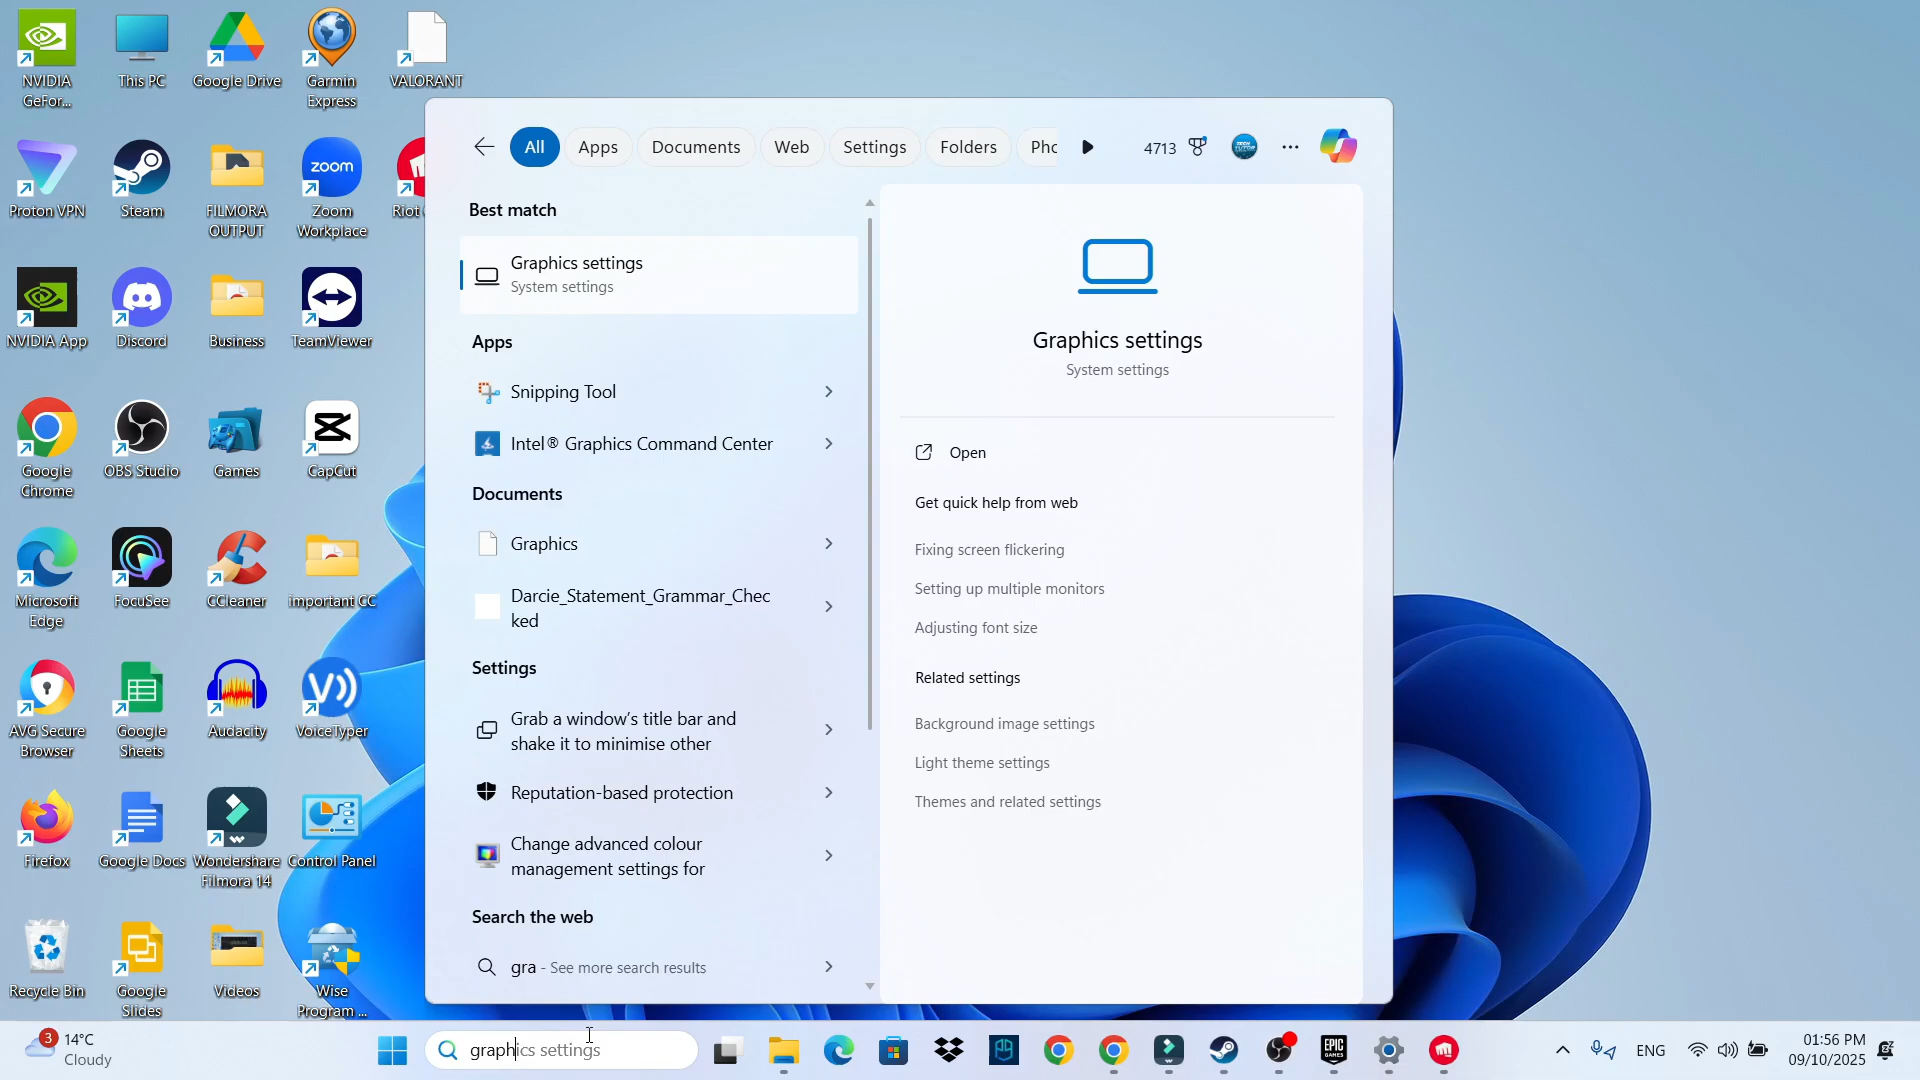 NVIDIA
GeFor...
This PC
Google Drive
Garmin
Express
VALORANT
Proton VPN
Steam
FILMORA
OUTPUT
zoom
Zoom
Workplace
Riot
NVIDIA App
Discord
Business
TeamViewer
Google
Chrome
OBS Studio
Games
CapCut
Microsoft
Edge
FocuSee
CCleaner
important CC
AVG Secure
Browser
Google
Sheets
Audacity
VoiceTyper
Firefox
Google Docs
Wondershare
Filmora 14
Control Panel
Recycle Bin
Google
Slides
Videos
Wise
Program ...
All
Apps
Documents
Web
Settings
Folders
Pho
4713
Best match
Graphics settings
System settings
Apps
Snipping Tool
Intel® Graphics Command Center
Documents
Graphics
Darcie_Statement_Grammar_Chec
ked
Settings
Grab a window's title bar and
shake it to minimise other
Reputation-based protection
Change advanced colour
management settings for
Search the web
gra - See more search results
Graphics settings
System settings
Open
Get quick help from web
Fixing screen flickering
Setting up multiple monitors
Adjusting font size
Related settings
Background image settings
Light theme settings
Themes and related settings
3
14°C
Cloudy
graphics settings
EPIC
GAMES
ENG
01:56 PM
09/10/2025